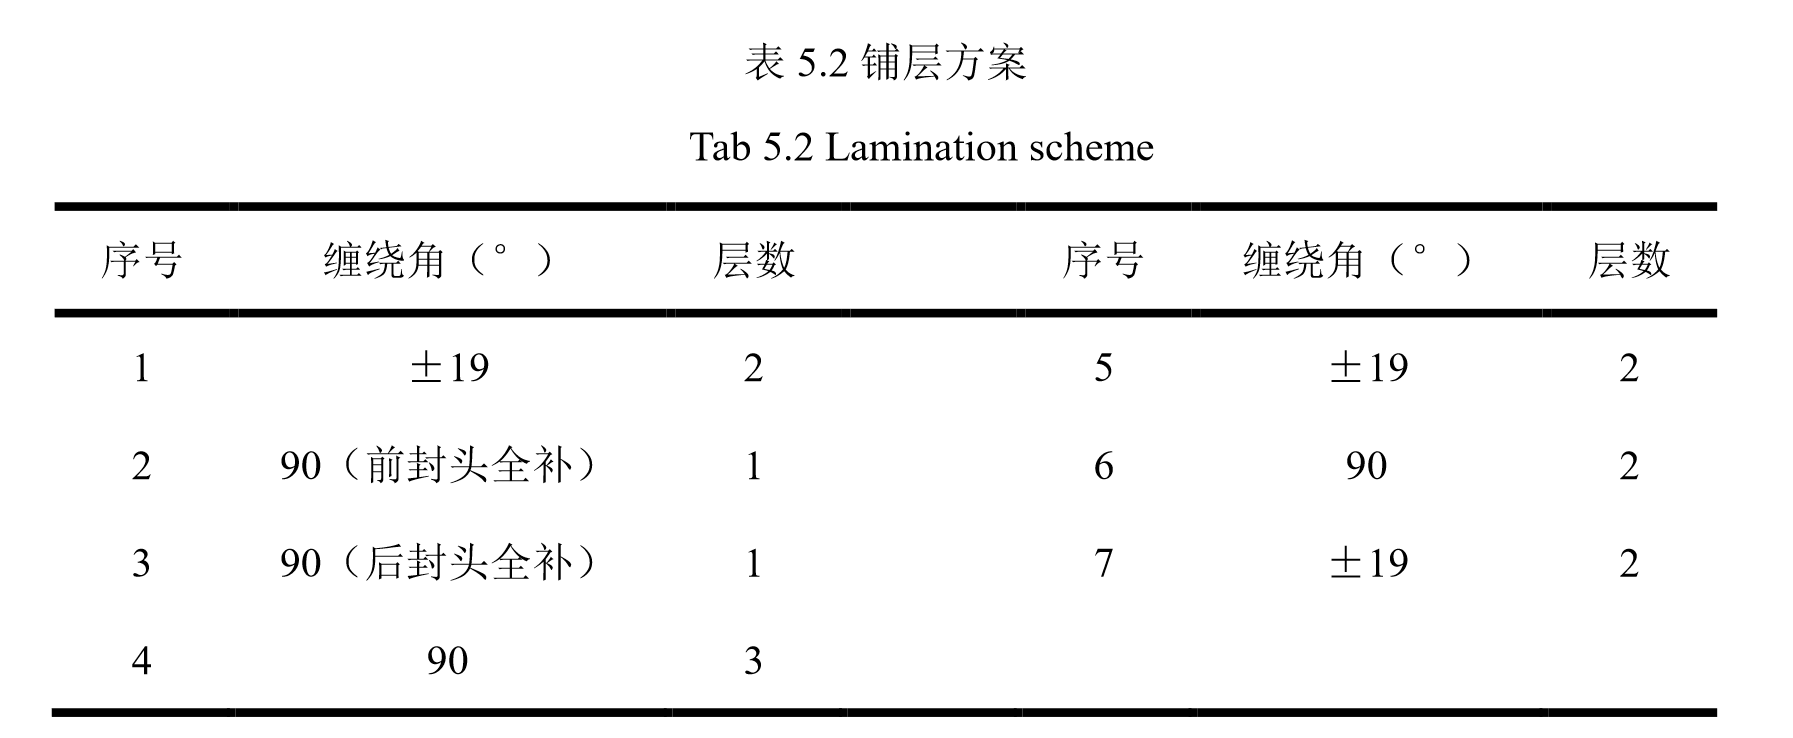 表 5.2 铺层方案
Tab 5.2 Lamination scheme
序号 缠绕角（°） 层数 序号 缠绕角（°） 层数
1 ±19 2 5 ±19 2
2 90（前封头全补） 1 6 90 2
3 90（后封头全补） 1 7 ±19 2
4 90 3